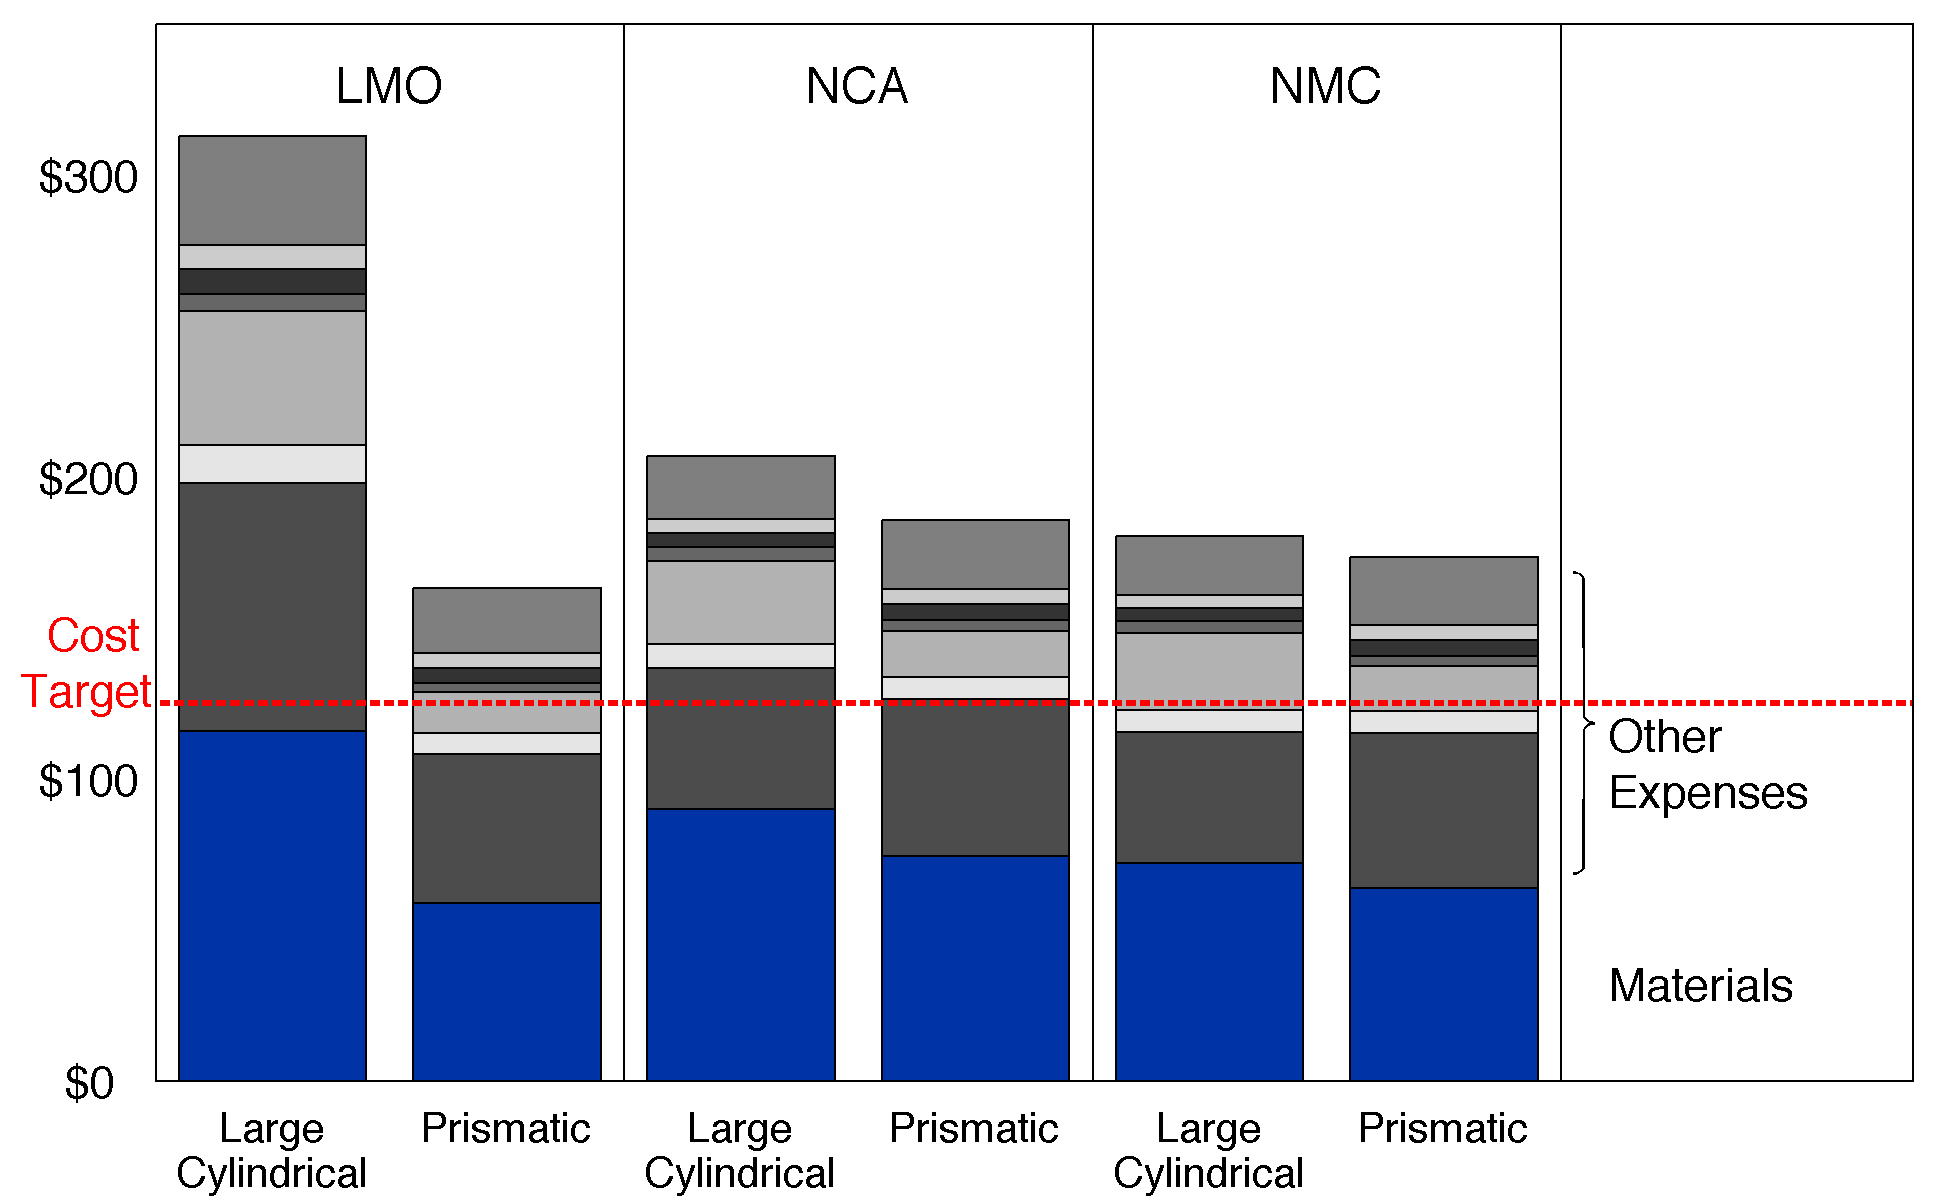 LMO
NCA
NMC
$300
$200
Cost
Target
$100
$0
Other
Expenses
Materials
Large
Cylindrical
Prismatic
Large
Cylindrical
Prismatic
Large
Cylindrical
Prismatic